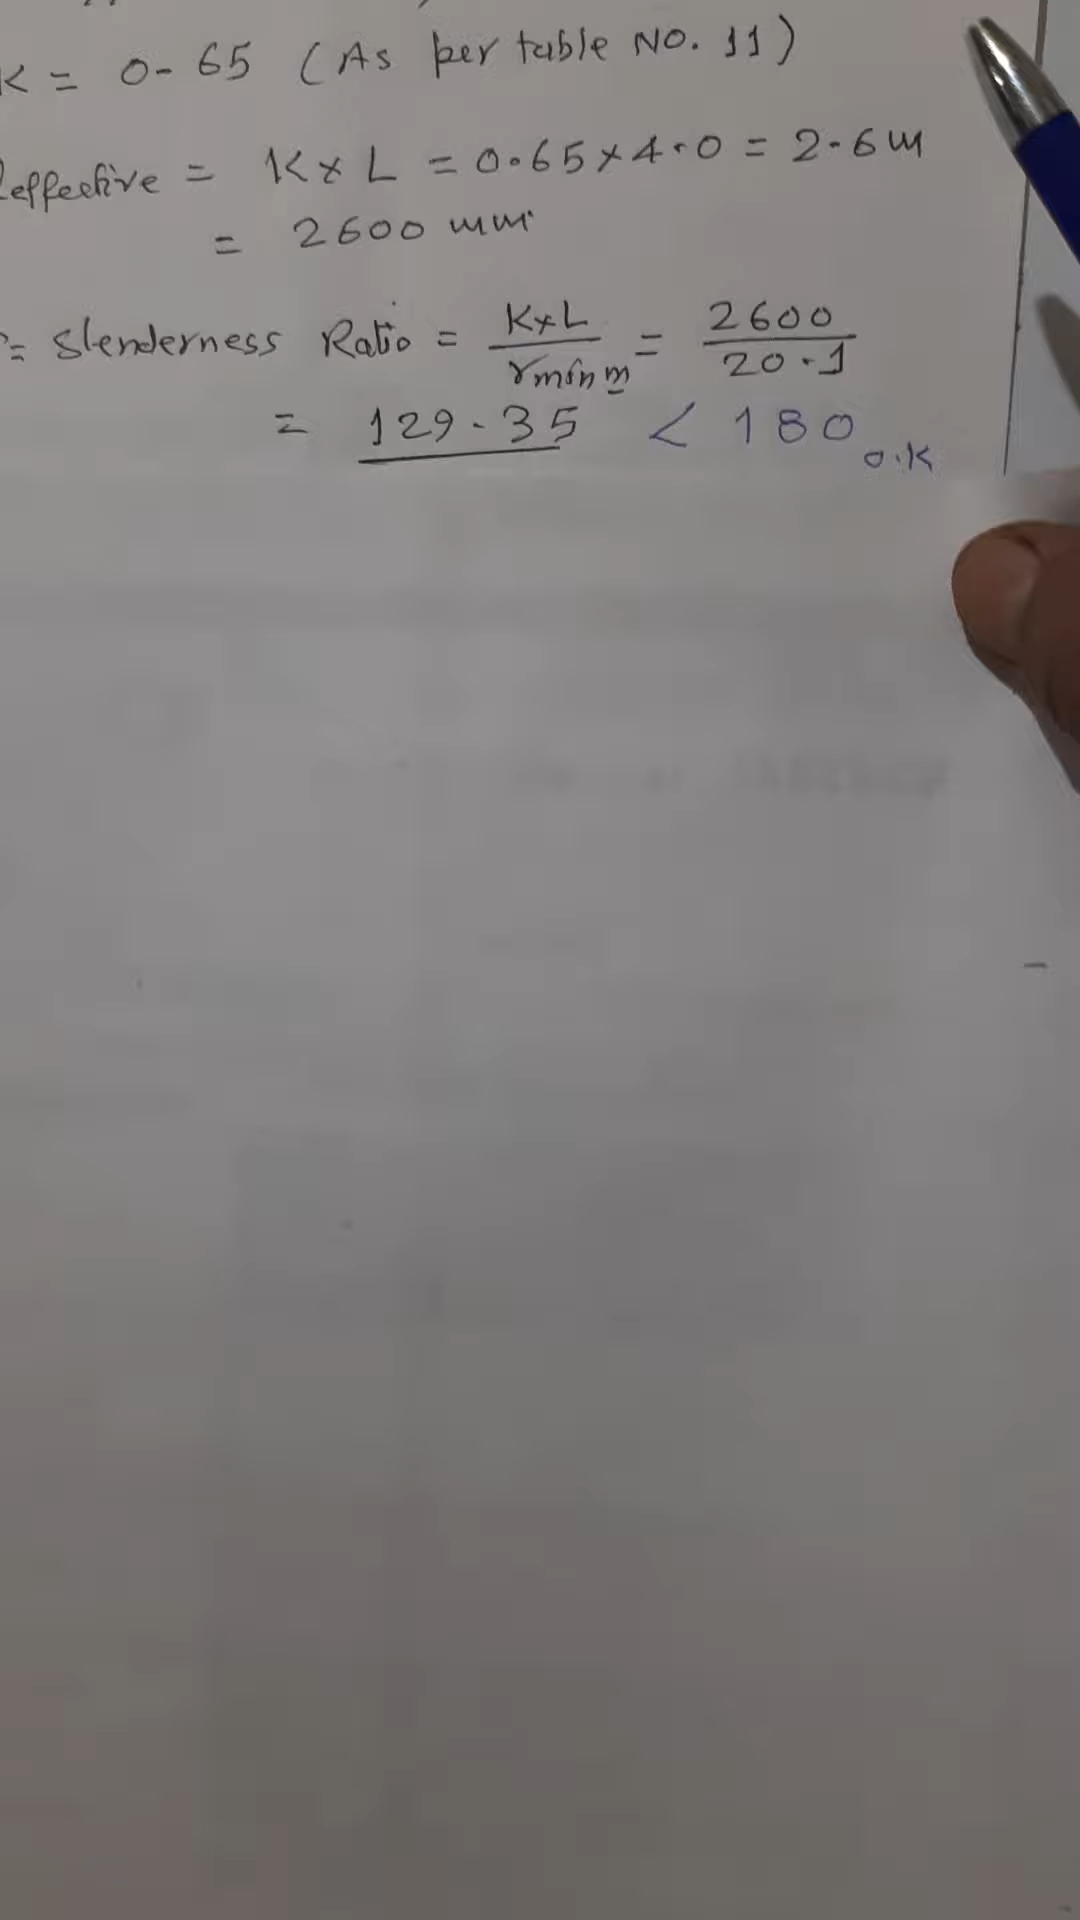 K = 0.65 (As per table No. 11)
Leffective = K x L = 0.65 x 4.0 = 2.6 m
= 2600 mm
= Slenderness Ratio = KxL / rminm = 2600 / 20.1
= 129.35 < 180 O.K